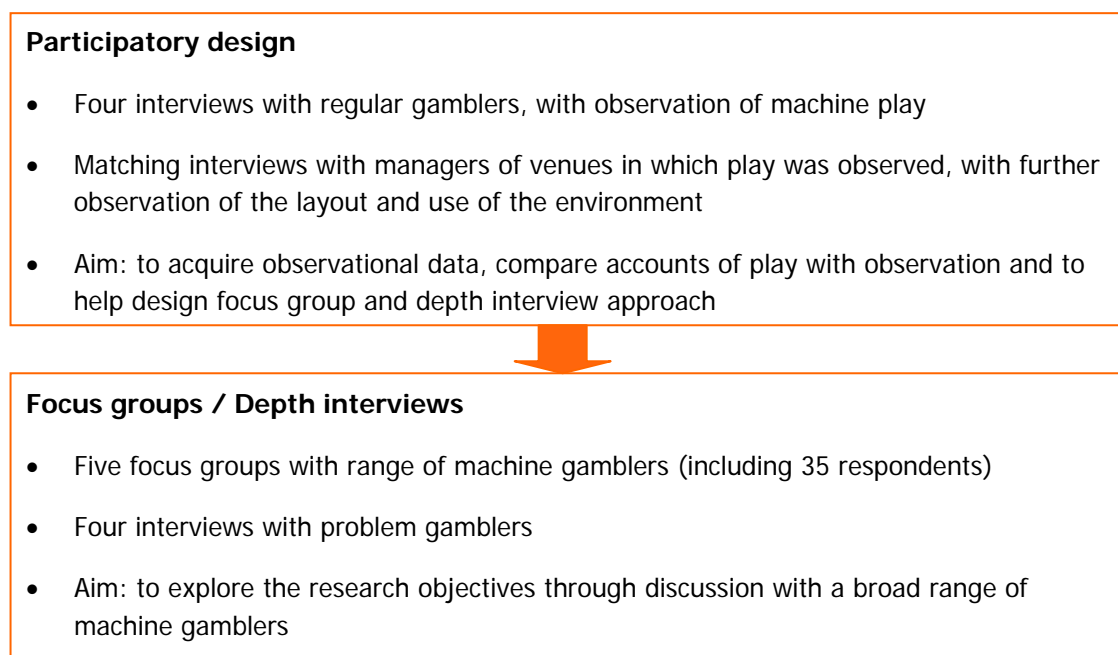 Participatory design
• Four interviews with regular gamblers, with observation of machine play
• Matching interviews with managers of venues in which play was observed, with further
observation of the layout and use of the environment
• Aim: to acquire observational data, compare accounts of play with observation and to
help design focus group and depth interview approach
Focus groups / Depth interviews
• Five focus groups with range of machine gamblers (including 35 respondents)
• Four interviews with problem gamblers
• Aim: to explore the research objectives through discussion with a broad range of
machine gamblers